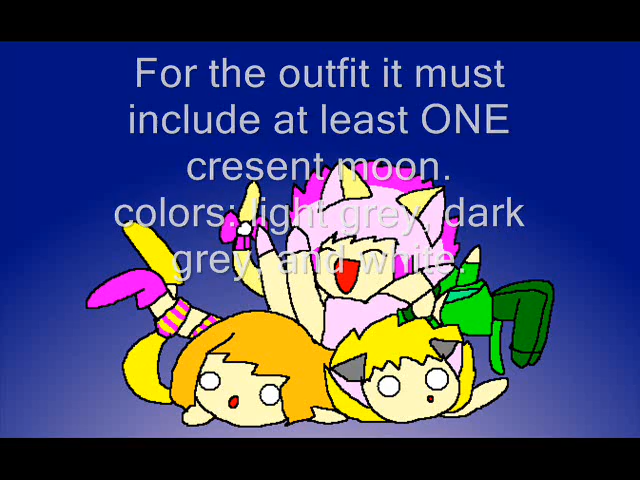 For the outfit it must
include at least ONE
cresent moon.
colors: light grey, dark
grey, and white.